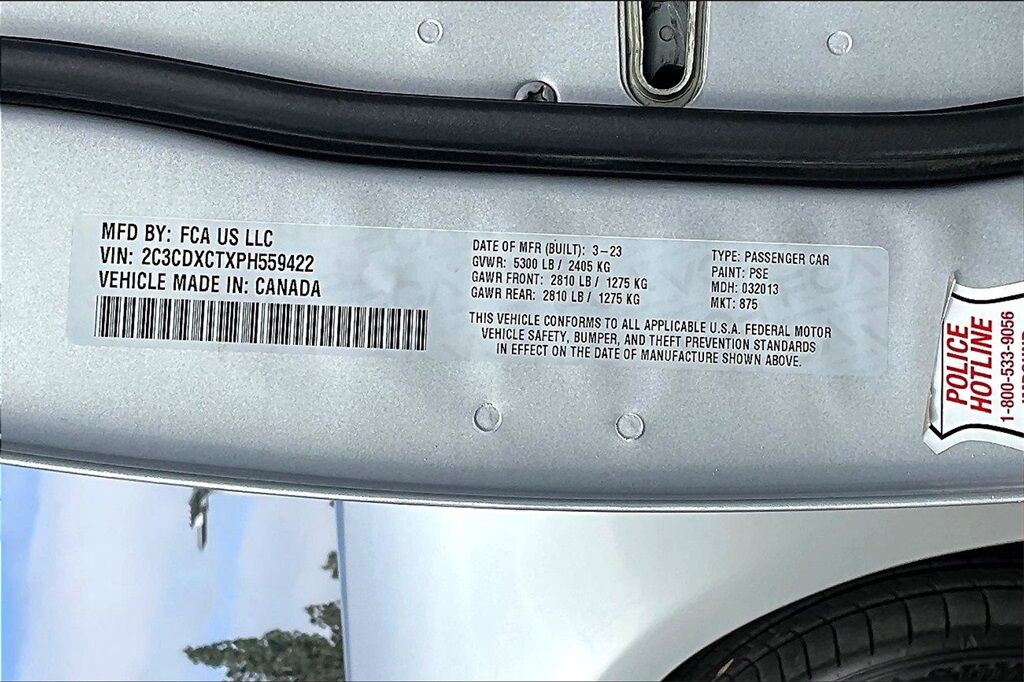 MFD BY: FCA US LLC
VIN: 2C3CDXCTXPH559422
VEHICLE MADE IN: CANADA
DATE OF MFR (BUILT): 3-23
GVWR: 5300 LB / 2405 KG
GAWR FRONT: 2810 LB / 1275 KG
GAWR REAR: 2810 LB / 1275 KG
TYPE: PASSENGER CAR
PAINT: PSE
MDH: 032013
MKT: 875
THIS VEHICLE CONFORMS TO ALL APPLICABLE U.S.A. FEDERAL MOTOR
VEHICLE SAFETY, BUMPER, AND THEFT PREVENTION STANDARDS
IN EFFECT ON THE DATE OF MANUFACTURE SHOWN ABOVE.
POLICE
HOTLINE
1-800-533-9056